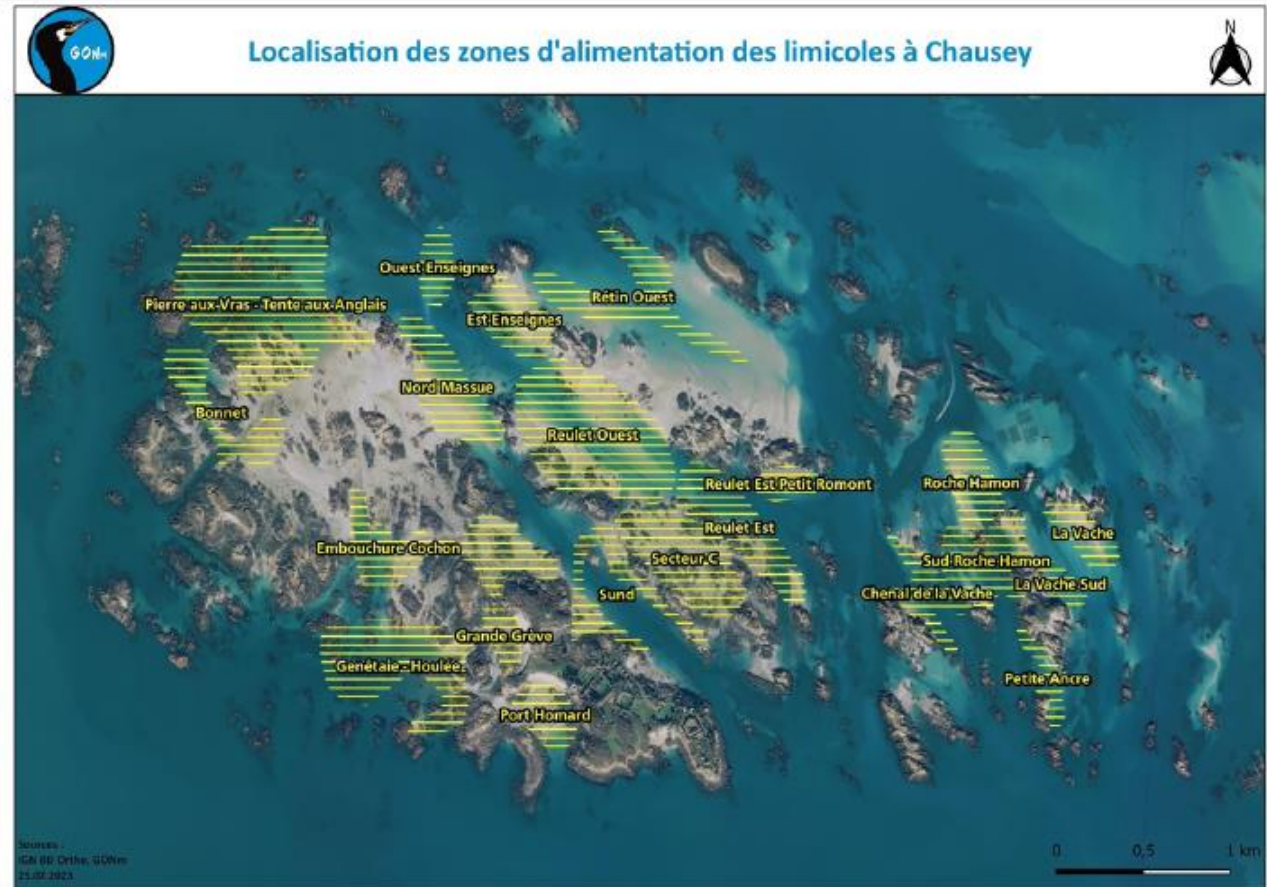 GONm
Localisation des zones d'alimentation des limicoles à Chausey
N
Ouest Enseignes
Pierre aux Vras - Tente aux Anglais
Rétin Ouest
Est Enseignes
Nord Massue
Bonnet
Reulet Ouest
Reulet Est Petit Romont
Roche Hamon
Reulet Est
La Vache
Embouchure Cochon
Secteur C
Sud Roche Hamon
La Vache Sud
Sund
Chenal de la Vache
Grande Grève
Genétaie - Houlée
Petite Ancre
Port Homard
Sources :
IGN BD Ortho, GONm
21.02.2023
0 0,5 1 km